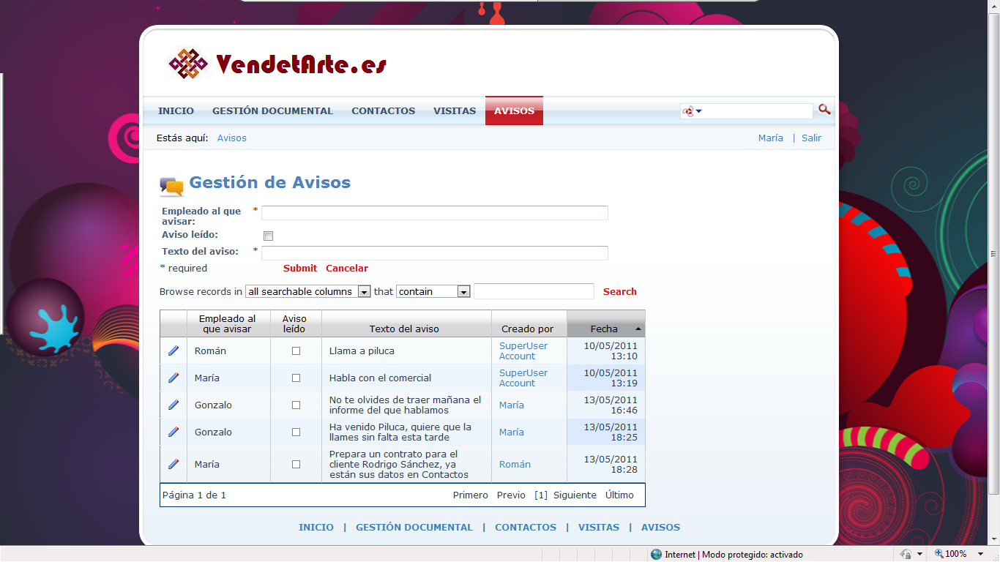 VendetArte.es
INICIO GESTIÓN DOCUMENTAL CONTACTOS VISITAS AVISOS
Estás aquí: Avisos María | Salir
Gestión de Avisos
Empleado al que
avisar:
*
Aviso leído:
Texto del aviso: *
* required Submit Cancelar
Browse records in all searchable columns that contain Search
Empleado al
que avisar
Aviso
leído
Texto del aviso
Creado por
Fecha
Román
Llama a piluca
SuperUser
Account
10/05/2011
13:10
María
Habla con el comercial
SuperUser
Account
10/05/2011
13:19
Gonzalo
No te olvides de traer mañana el
informe del que hablamos
María
13/05/2011
16:46
Gonzalo
Ha venido Piluca, quiere que la
llames sin falta esta tarde
María
13/05/2011
18:25
María
Prepara un contrato para el
cliente Rodrigo Sánchez, ya
están sus datos en Contactos
Román
13/05/2011
18:28
Página 1 de 1 Primero Previo [1] Siguiente Último
INICIO | GESTIÓN DOCUMENTAL | CONTACTOS | VISITAS | AVISOS
Internet | Modo protegido: activado 100%